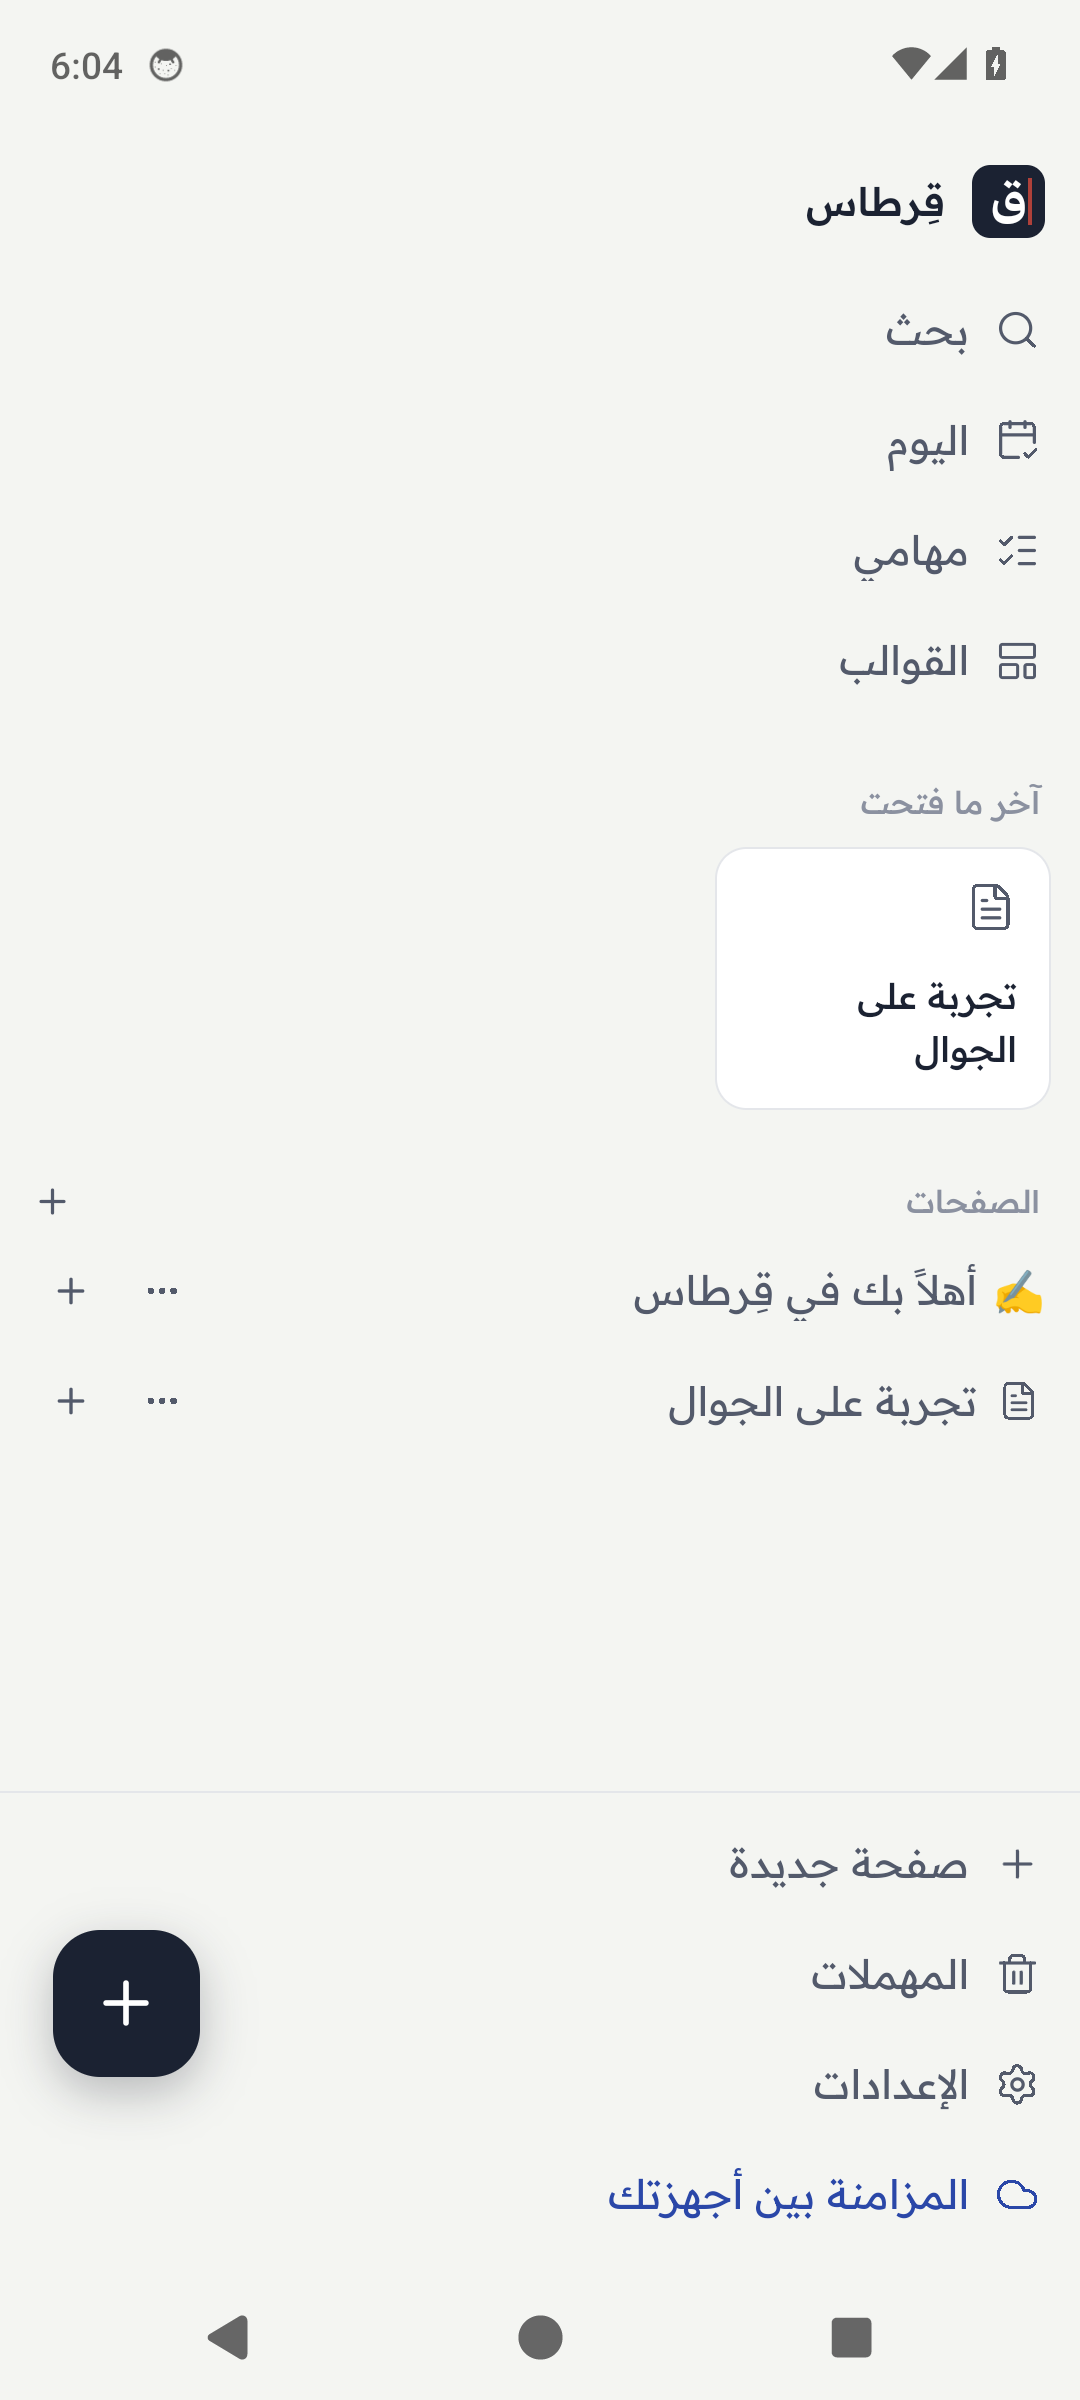 6:04
ق
قِرطاس
بحث
اليوم
مهامي
القوالب
آخر ما فتحت
تجربة على
الجوال
الصفحات
✍️ أهلاً بك في قِرطاس
تجربة على الجوال
صفحة جديدة
المهملات
الإعدادات
المزامنة بين أجهزتك